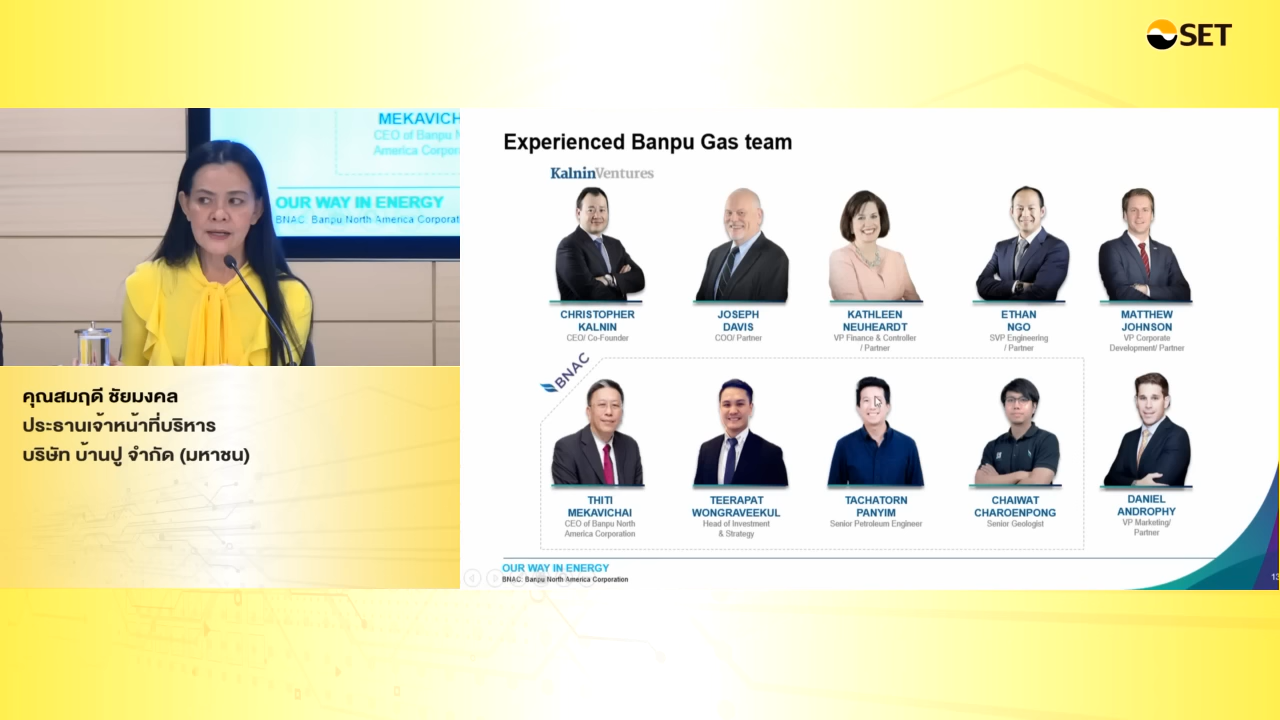 SET
MEKAVICH
CEO of Banpu N
America Corpor
OUR WAY IN ENERGY
BNAC: Banpu North America Corporat
คุณสมฤดี ชัยมงคล
ประธานเจ้าหน้าที่บริหาร
บริษัท บ้านปู จำกัด (มหาชน)
Experienced Banpu Gas team
KalninVentures
CHRISTOPHER
KALNIN
CEO/ Co-Founder
JOSEPH
DAVIS
COO/ Partner
KATHLEEN
NEUHEARDT
VP Finance & Controller
/ Partner
ETHAN
NGO
SVP Engineering
/ Partner
MATTHEW
JOHNSON
VP Corporate
Development/ Partner
BNAC
THITI
MEKAVICHAI
CEO of Banpu North
America Corporation
TEERAPAT
WONGRAVEEKUL
Head of Investment
& Strategy
TACHATORN
PANYIM
Senior Petroleum Engineer
CHAIWAT
CHAROENPONG
Senior Geologist
DANIEL
ANDROPHY
VP Marketing/
Partner
OUR WAY IN ENERGY
BNAC: Banpu North America Corporation
13